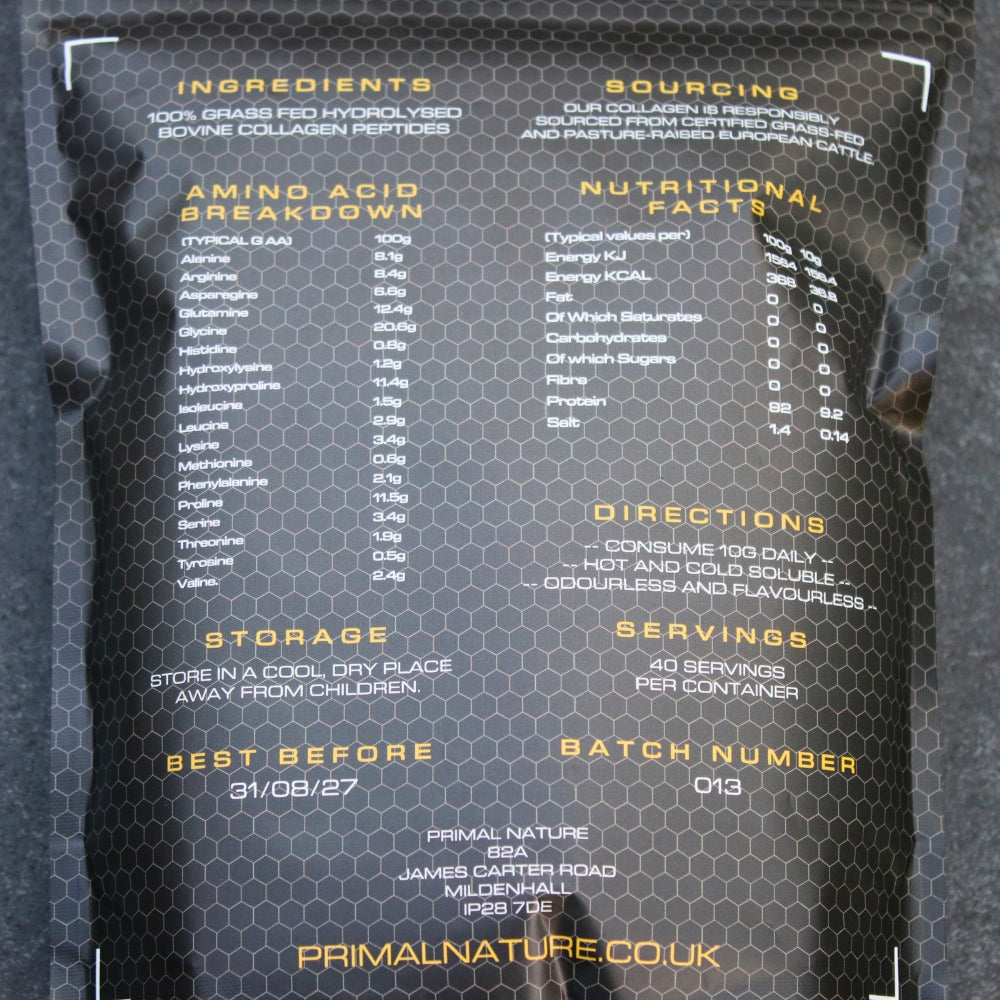 INGREDIENTS
100% GRASS FED HYDROLYSED
BOVINE COLLAGEN PEPTIDES
SOURCING
OUR COLLAGEN IS RESPONSIBLY
SOURCED FROM CERTIFIED GRASS-FED
AND PASTURE-RAISED EUROPEAN CATTLE.
AMINO ACID
BREAKDOWN
(TYPICAL G AA) 100g
Alanine 8.1g
Arginine 8.4g
Asparagine 6.6g
Glutamine 12.4g
Glycine 20.6g
Histidine 0.8g
Hydroxylysine 1.2g
Hydroxyproline 11.4g
Isoleucine 1.5g
Leucine 2.9g
Lysine 3.4g
Methionine 0.6g
Phenylalanine 2.1g
Proline 11.5g
Serine 3.4g
Threonine 1.9g
Tyrosine 0.5g
Valine. 2.4g
NUTRITIONAL
FACTS
(Typical values per) 100g 10g
Energy KJ 1564 156.4
Energy KCAL 368 36.8
Fat 0 0
Of Which Saturates 0 0
Carbohydrates 0 0
Of which Sugars 0 0
Fibre 0 0
Protein 92 9.2
Salt 1.4 0.14
DIRECTIONS
-- CONSUME 10G DAILY --
-- HOT AND COLD SOLUBLE --
-- ODOURLESS AND FLAVOURLESS --
STORAGE
STORE IN A COOL, DRY PLACE
AWAY FROM CHILDREN.
SERVINGS
40 SERVINGS
PER CONTAINER
BEST BEFORE
31/08/27
BATCH NUMBER
013
PRIMAL NATURE
82A
JAMES CARTER ROAD
MILDENHALL
IP28 7DE
PRIMALNATURE.CO.UK